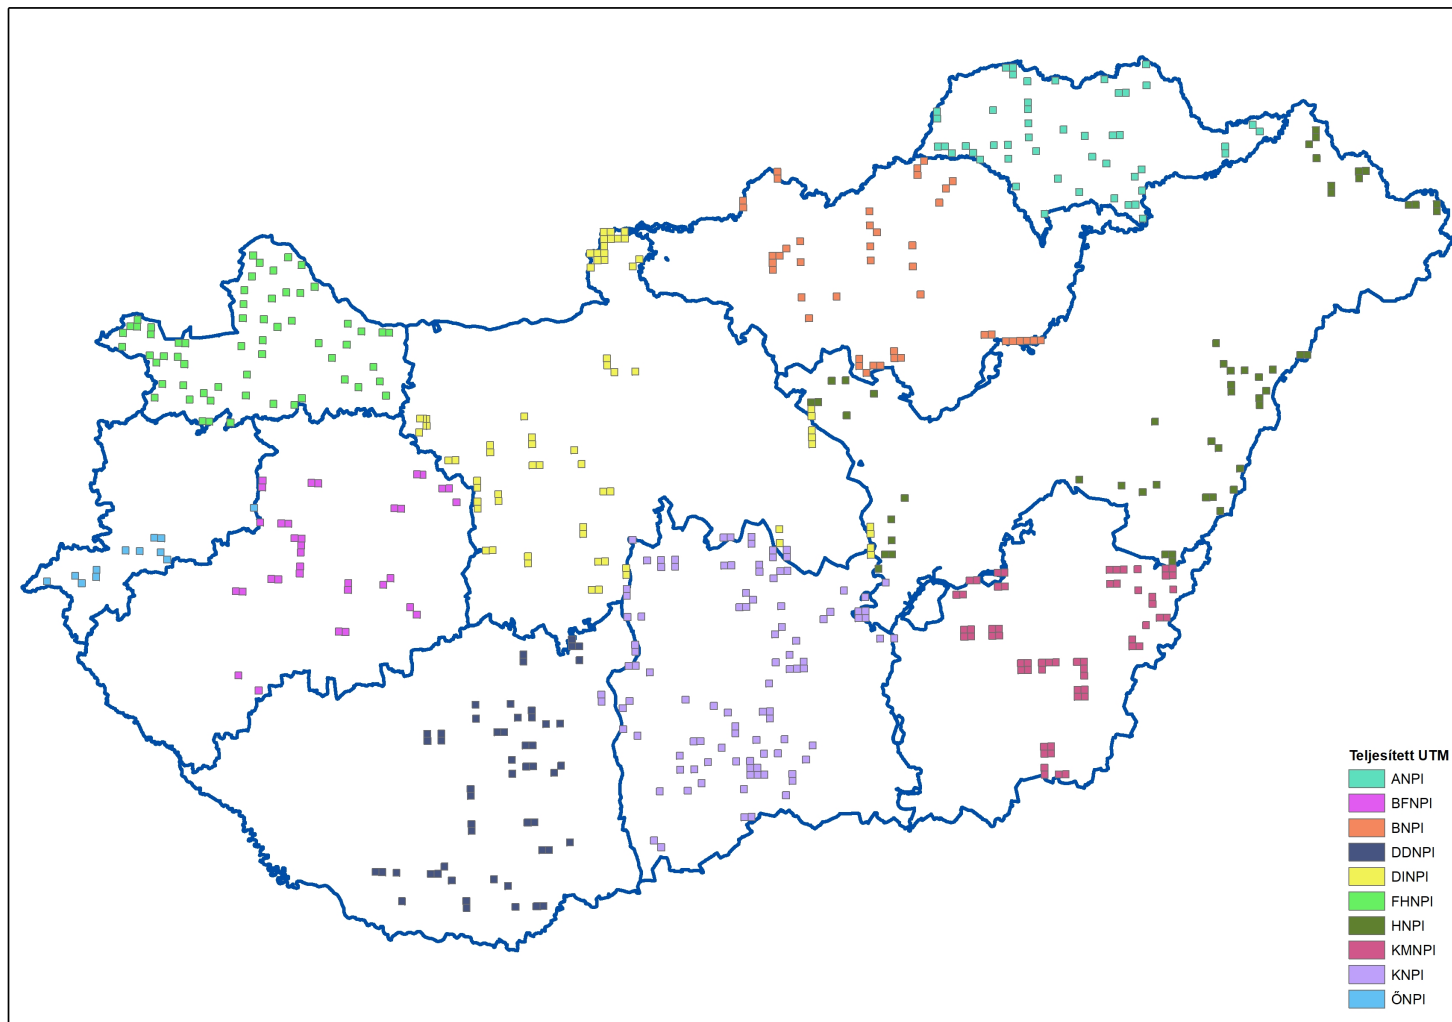 Teljesített UTM
ANPI
BFNPI
BNPI
DDNPI
DINPI
FHNPI
HNPI
KMNPI
KNPI
ŐNPI